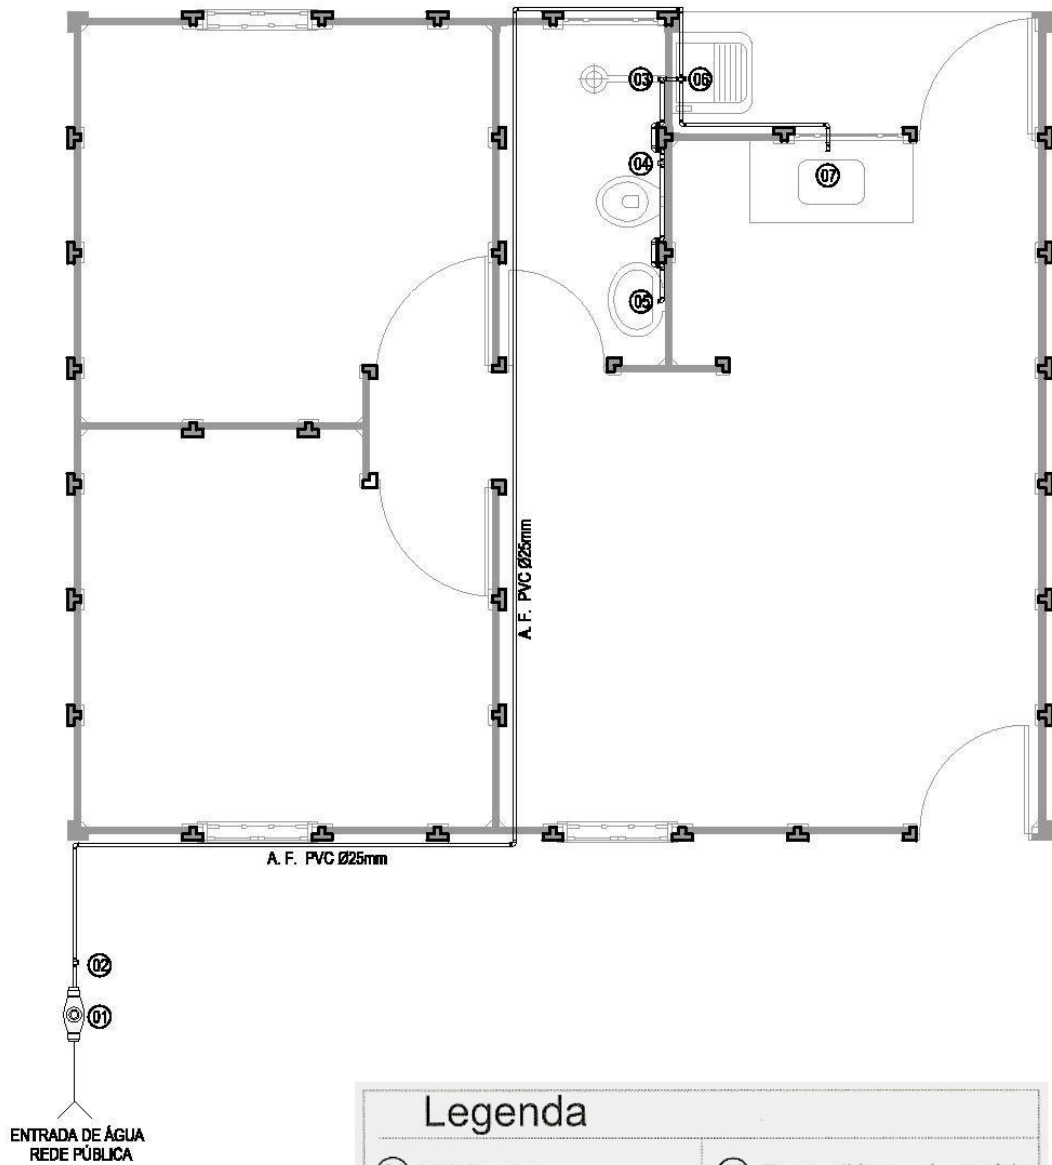 03
06
04
07
05
A. F. PVC Ø25mm
A. F. PVC Ø25mm
02
01
ENTRADA DE ÁGUA
REDE PÚBLICA
Legenda